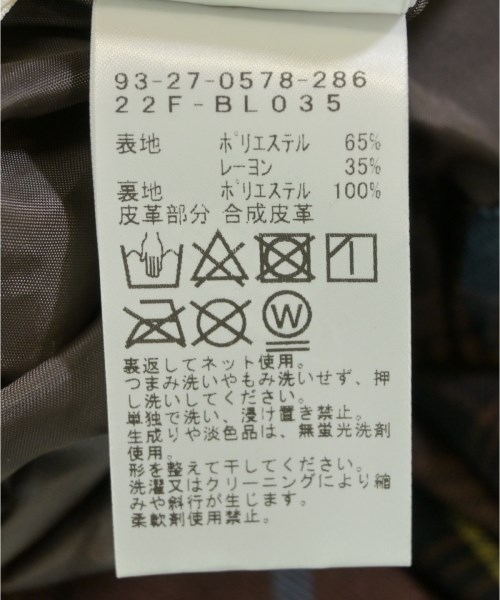 93-27-0578-286
22F-BL035
表地 ポリエステル 65%
レーヨン 35%
裏地 ポリエステル 100%
皮革部分 合成皮革
W
裏返してネット使用。
つまみ洗いやもみ洗いせず、押
し洗いしてください。
単独で洗い、浸け置き禁止。
生成りや淡色品は、無蛍光洗剤
使用。
形を整えて干してください。
洗濯又はクリーニングにより縮
みや斜行が生じます。
柔軟剤使用禁止。